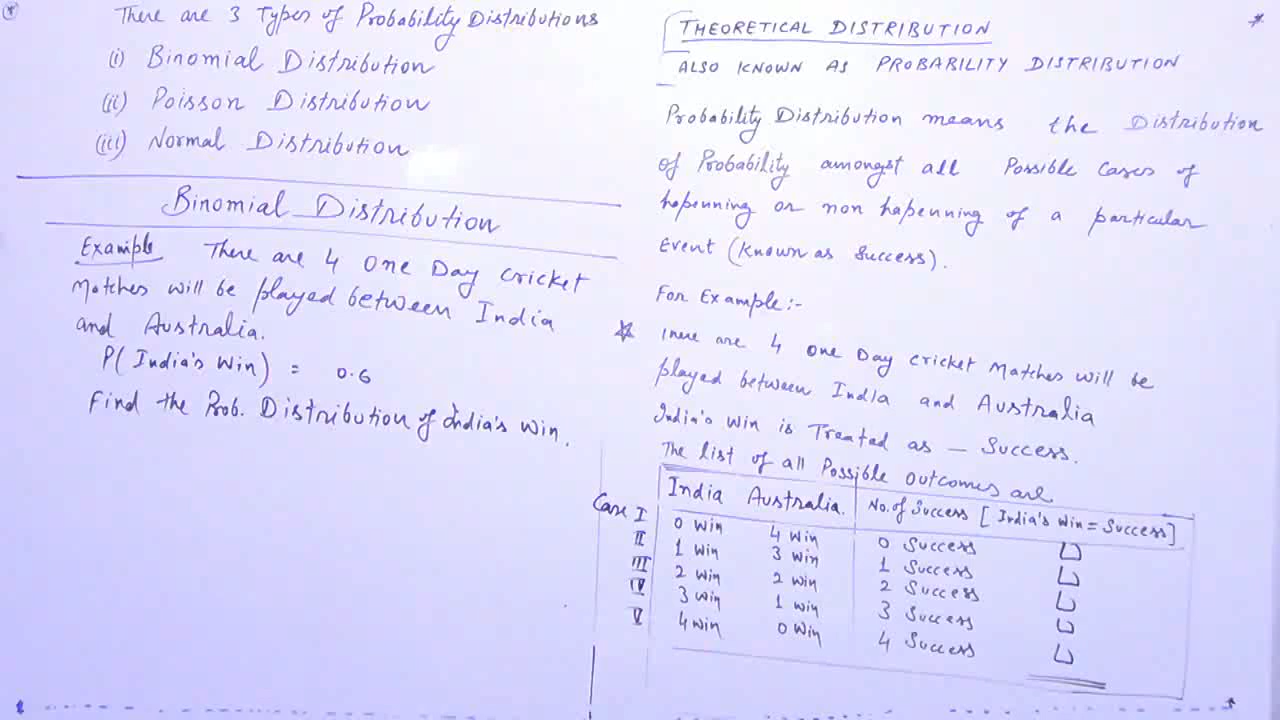 There are 3 Types of Probability Distributions
(i) Binomial Distribution
(ii) Poisson Distribution
(iii) Normal Distribution
Binomial Distribution
Example There are 4 One Day Cricket
Matches will be played between India
and Australia.
P(India's Win) = 0.6
Find the Prob. Distribution of India's Win.
THEORETICAL DISTRIBUTION
ALSO KNOWN AS PROBABILITY DISTRIBUTION
Probability Distribution means the Distribution
of Probability amongst all Possible Cases of
hapenning or non hapenning of a particular
Event (Known as Success).
For Example:-
There are 4 One Day Cricket Matches will be
played between India and Australia
India's Win is Treated as – Success.
The list of all Possible Outcomes are
India Australia. No. of Success [India's Win = Success]
Case I 0 Win 4 Win 0 Success
II 1 Win 3 Win 1 Success
III 2 Win 2 Win 2 Success
IV 3 Win 1 Win 3 Success
V 4 Win 0 Win 4 Success